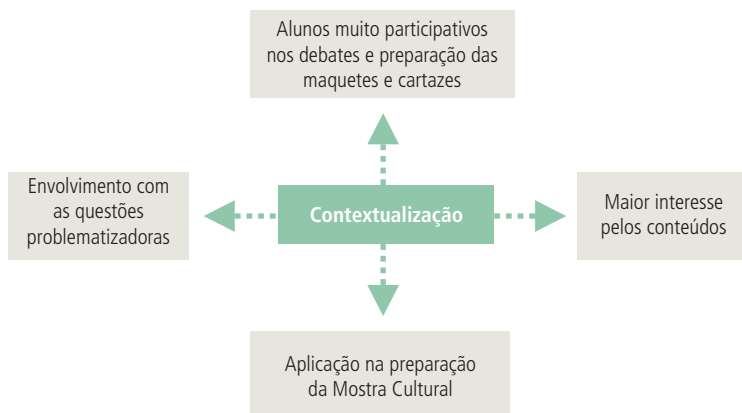 Alunos muito participativos
nos debates e preparação das
maquetes e cartazes
Envolvimento com
as questões
problematizadoras
Contextualização
Maior interesse
pelos conteúdos
Aplicação na preparação
da Mostra Cultural